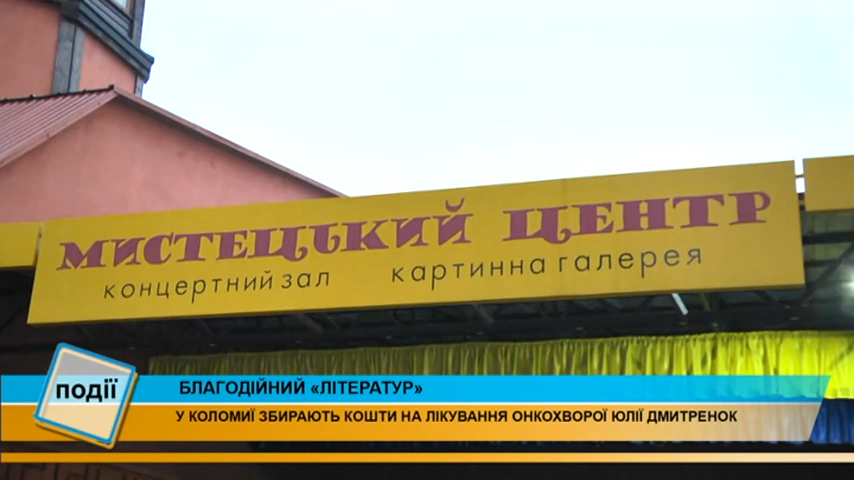 МИСТЕЦЬКИЙ ЦЕНТР
концертний зал картинна галерея
події
БЛАГОДІЙНИЙ «ЛІТЕРАТУР»
У КОЛОМИЇ ЗБИРАЮТЬ КОШТИ НА ЛІКУВАННЯ ОНКОХВОРОЇ ЮЛІЇ ДМИТРЕНОК